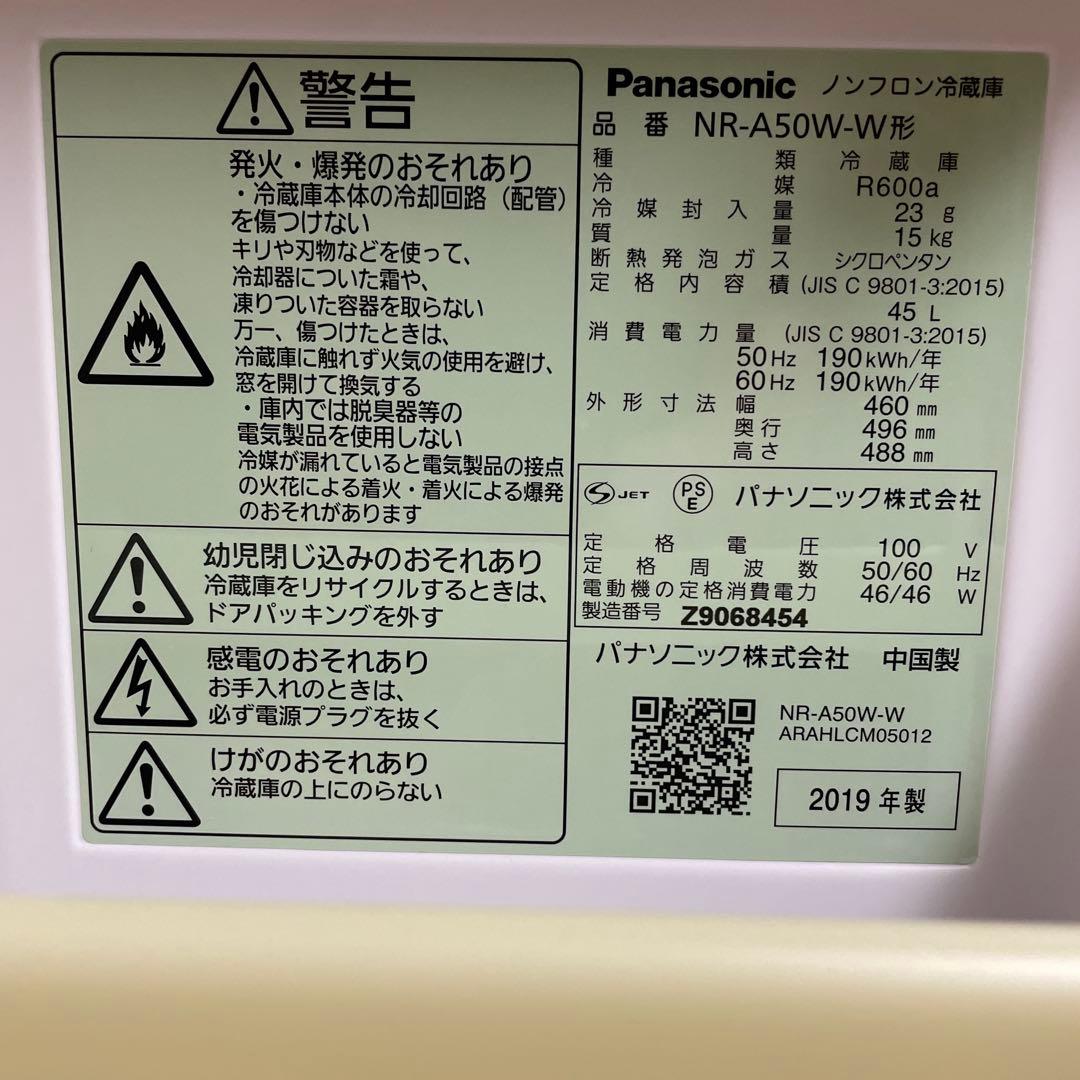 警告
発火・爆発のおそれあり
・冷蔵庫本体の冷却回路（配管）
を傷つけない
キリや刃物などを使って、
冷却器についた霜や、
凍りついた容器を取らない
万一、傷つけたときは、
冷蔵庫に触れず火気の使用を避け、
窓を開けて換気する
・庫内では脱臭器等の
電気製品を使用しない
冷媒が漏れていると電気製品の接点
の火花による着火・着火による爆発
のおそれがあります
幼児閉じ込みのおそれあり
冷蔵庫をリサイクルするときは、
ドアパッキングを外す
感電のおそれあり
お手入れのときは、
必ず電源プラグを抜く
けがのおそれあり
冷蔵庫の上にのらない
Panasonic ノンフロン冷蔵庫
品番 NR-A50W-W形
種類 冷蔵庫
冷媒 R600a
冷媒封入量 23 g
質量 15 kg
断熱発泡ガス シクロペンタン
定格内容積 (JIS C 9801-3:2015)
45 L
消費電力量 (JIS C 9801-3:2015)
50 Hz 190 kWh/年
60 Hz 190 kWh/年
外形寸法 幅 460 mm
奥行 496 mm
高さ 488 mm
S JET PSE パナソニック株式会社
定格電圧 100 V
定格周波数 50/60 Hz
電動機の定格消費電力 46/46 W
製造番号 Z9068454
パナソニック株式会社 中国製
NR-A50W-W
ARAHLCM05012
2019 年製